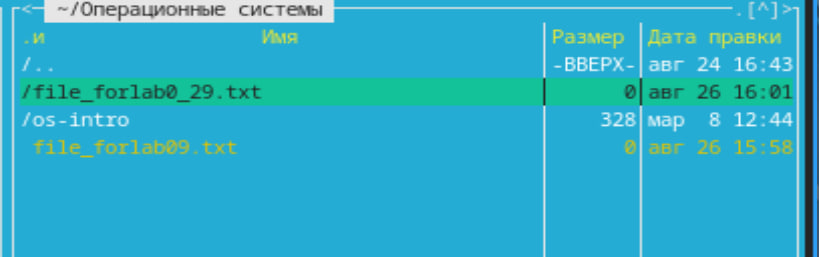 <─ ~/Операционные системы .[^]>
.и Имя Размер Дата правки
/.. -ВВЕРХ- авг 24 16:43
/file_forlab0_29.txt 0 авг 26 16:01
/os-intro 328 мар 8 12:44
file_forlab09.txt 0 авг 26 15:58